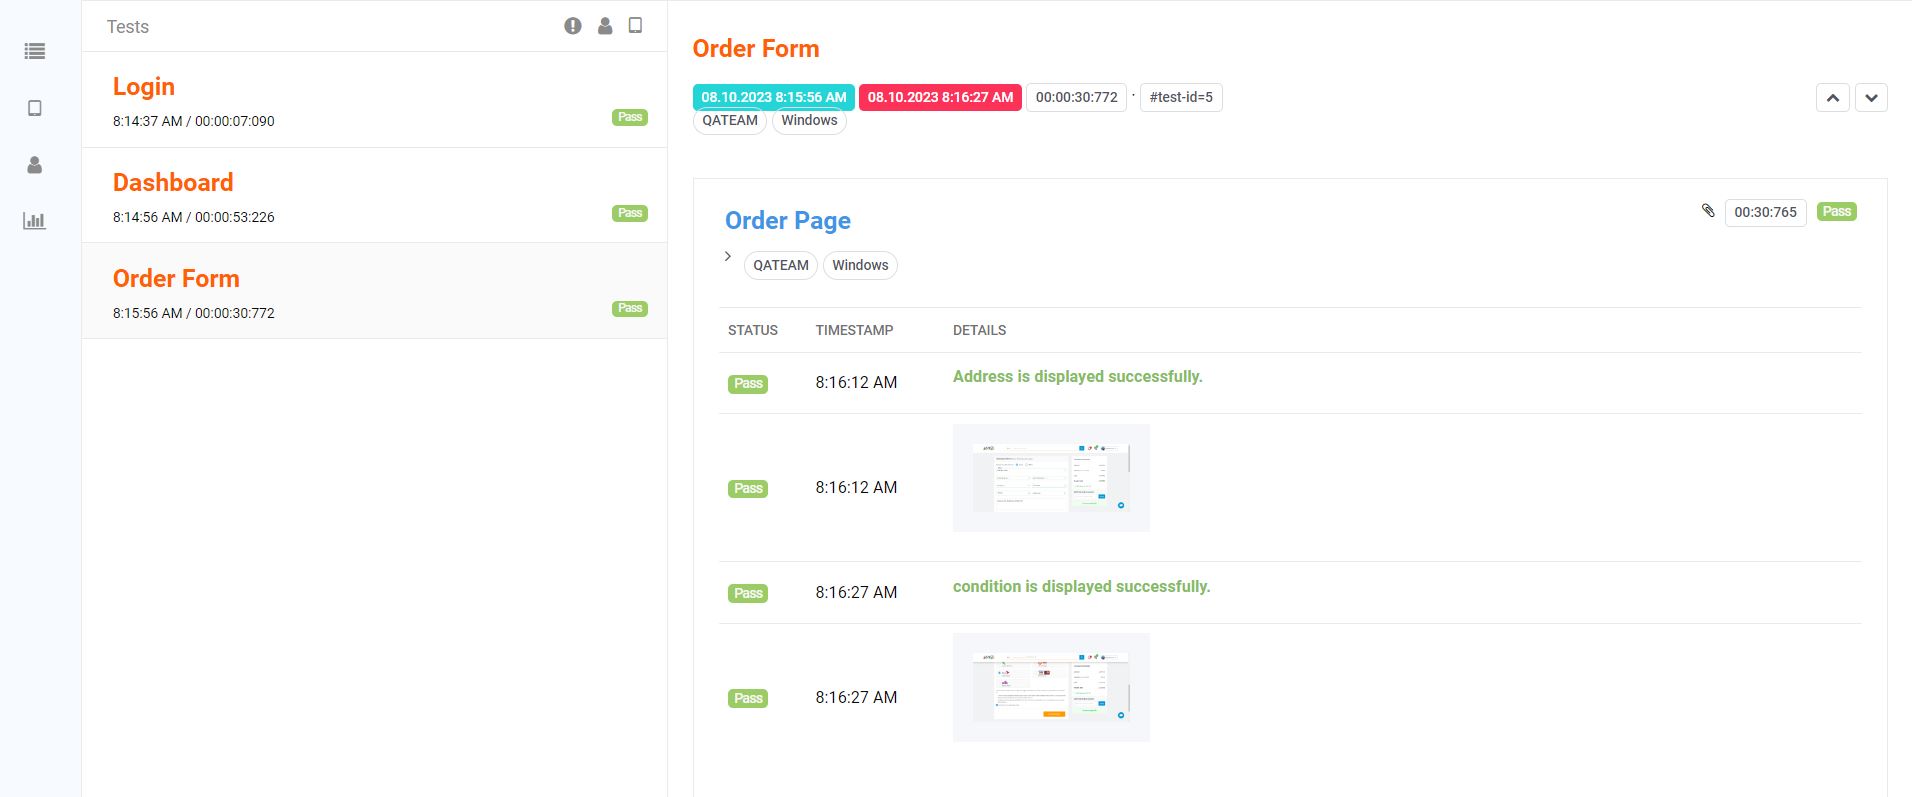 Tests
Login
8:14:37 AM / 00:00:07:090
Pass
Dashboard
8:14:56 AM / 00:00:53:226
Pass
Order Form
8:15:56 AM / 00:00:30:772
Pass
Order Form
08.10.2023 8:15:56 AM 08.10.2023 8:16:27 AM 00:00:30:772 · #test-id=5
QATEAM Windows
Order Page
00:30:765 Pass
QATEAM Windows
STATUS TIMESTAMP DETAILS
Pass 8:16:12 AM Address is displayed successfully.
Pass 8:16:12 AM
Pass 8:16:27 AM condition is displayed successfully.
Pass 8:16:27 AM